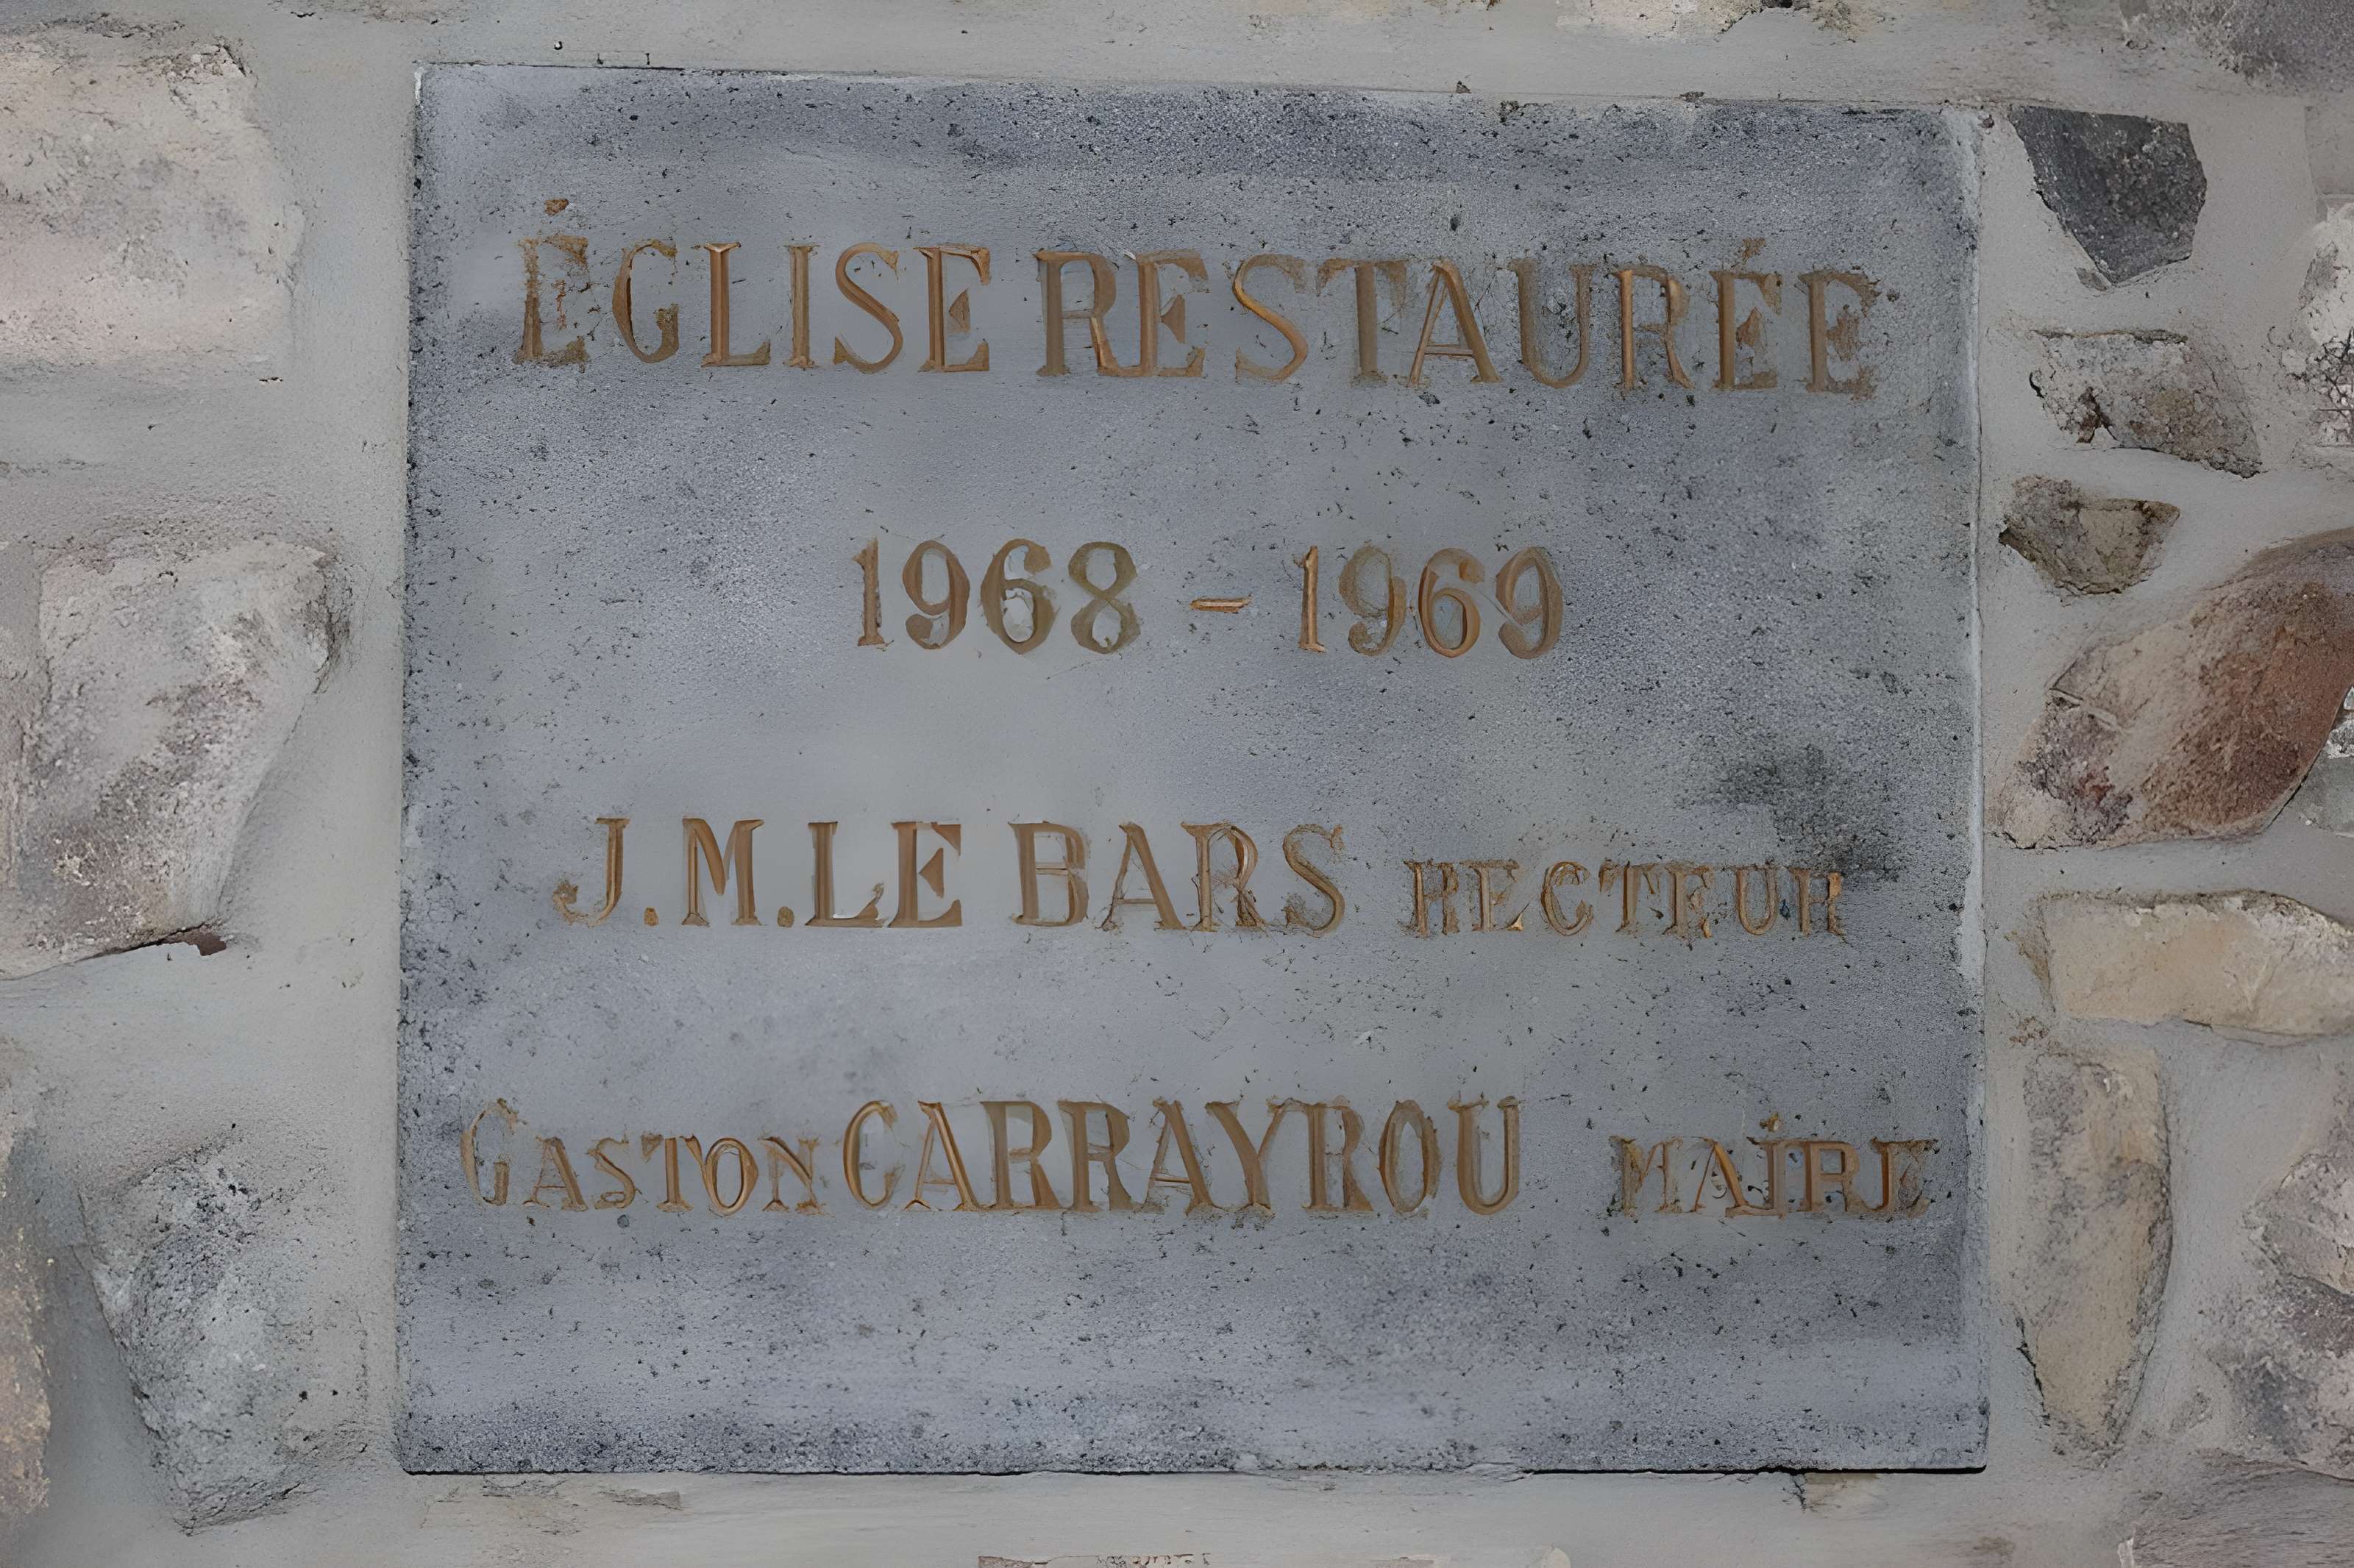 ÉGLISE RESTAURÉE
1968 - 1969
J.M. LE BARS RECTEUR
GASTON CARRAYROU MAIRE